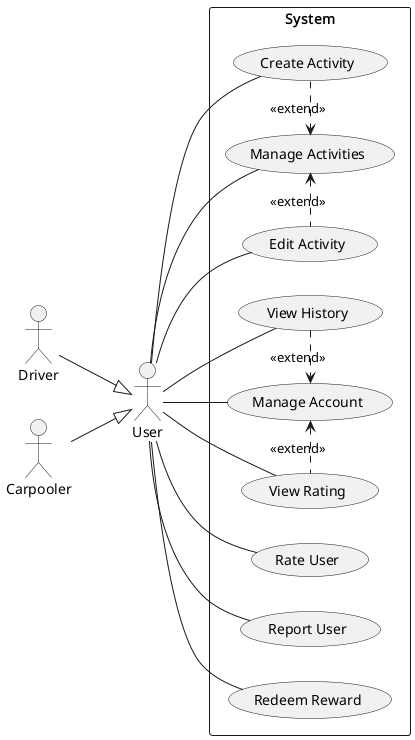 System
Create Activity
«extend»
Manage Activities
«extend»
Edit Activity
View History
«extend»
Manage Account
«extend»
View Rating
Rate User
Report User
Redeem Reward
Driver
Carpooler
User